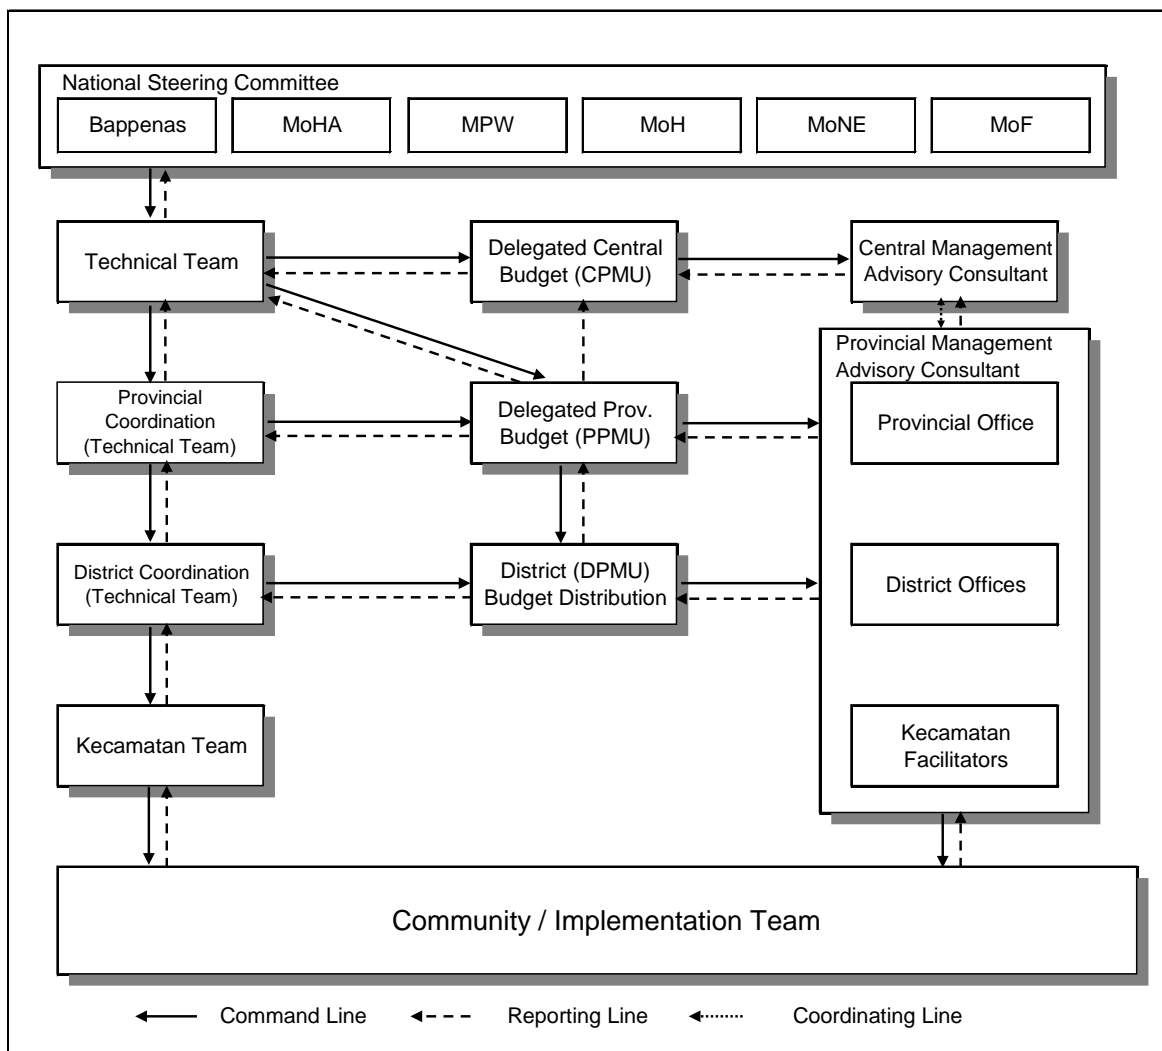 National Steering Committee
Bappenas
MoHA
MPW
MoH
MoNE
MoF
Technical Team
Delegated Central
Budget (CPMU)
Central Management
Advisory Consultant
Provincial Management
Advisory Consultant
Provincial
Coordination
(Technical Team)
Delegated Prov.
Budget (PPMU)
Provincial Office
District Coordination
(Technical Team)
District (DPMU)
Budget Distribution
District Offices
Kecamatan Team
Kecamatan
Facilitators
Community / Implementation Team
Command Line
Reporting Line
Coordinating Line